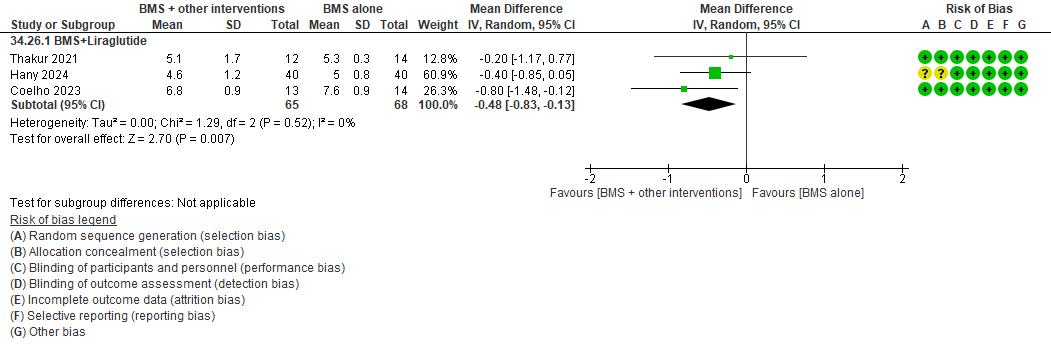 BMS + other interventions BMS alone Mean Difference Mean Difference Risk of Bias
Study or Subgroup Mean SD Total Mean SD Total Weight IV, Random, 95% CI IV, Random, 95% CI A B C D E F G
34.26.1 BMS+Liraglutide
Thakur 2021 5.1 1.7 12 5.3 0.3 14 12.8% -0.20 [-1.17, 0.77] + + + + + + +
Hany 2024 4.6 1.2 40 5 0.8 40 60.9% -0.40 [-0.85, 0.05] ? ? + + + + +
Coelho 2023 6.8 0.9 13 7.6 0.9 14 26.3% -0.80 [-1.48, -0.12] + + + + + + +
Subtotal (95% CI) 65 68 100.0% -0.48 [-0.83, -0.13]
Heterogeneity: Tau² = 0.00; Chi² = 1.29, df = 2 (P = 0.52); I² = 0%
Test for overall effect: Z = 2.70 (P = 0.007)
-2 -1 0 1 2
Favours [BMS + other interventions] Favours [BMS alone]
Test for subgroup differences: Not applicable
Risk of bias legend
(A) Random sequence generation (selection bias)
(B) Allocation concealment (selection bias)
(C) Blinding of participants and personnel (performance bias)
(D) Blinding of outcome assessment (detection bias)
(E) Incomplete outcome data (attrition bias)
(F) Selective reporting (reporting bias)
(G) Other bias